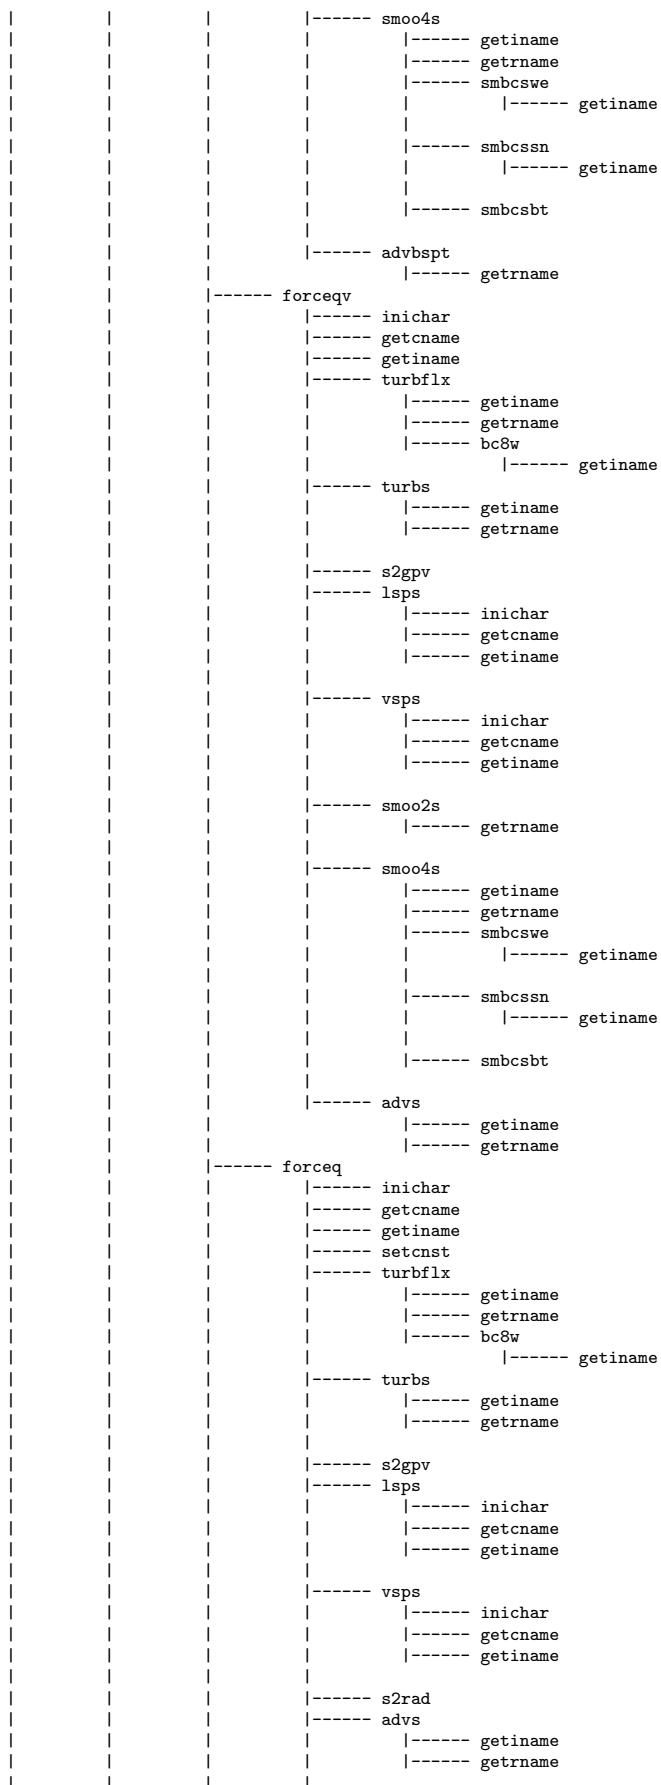 |           |           |           |------ smoo4s
|           |           |           |           |------ getiname
|           |           |           |           |------ getrname
|           |           |           |           |------ smbcswe
|           |           |           |           |           |------ getiname
|           |           |           |           |
|           |           |           |           |------ smbcssn
|           |           |           |           |           |------ getiname
|           |           |           |           |
|           |           |           |           |------ smbcsbt
|           |           |           |
|           |           |           |------ advbspt
|           |           |           |------ getrname
|           |           |------ forceqv
|           |           |           |------ inichar
|           |           |           |------ getcname
|           |           |           |------ getiname
|           |           |           |------ turbflx
|           |           |           |           |------ getiname
|           |           |           |           |------ getrname
|           |           |           |           |------ bc8w
|           |           |           |           |------ getiname
|           |           |           |------ turbs
|           |           |           |           |------ getiname
|           |           |           |           |------ getrname
|           |           |           |
|           |           |           |------ s2gpv
|           |           |           |------ lsps
|           |           |           |           |------ inichar
|           |           |           |           |------ getcname
|           |           |           |           |------ getiname
|           |           |           |
|           |           |           |------ vsps
|           |           |           |           |------ inichar
|           |           |           |           |------ getcname
|           |           |           |           |------ getiname
|           |           |           |
|           |           |           |------ smoo2s
|           |           |           |           |------ getrname
|           |           |           |
|           |           |           |------ smoo4s
|           |           |           |           |------ getiname
|           |           |           |           |------ getrname
|           |           |           |           |------ smbcswe
|           |           |           |           |           |------ getiname
|           |           |           |           |
|           |           |           |           |------ smbcssn
|           |           |           |           |           |------ getiname
|           |           |           |           |
|           |           |           |           |------ smbcsbt
|           |           |           |
|           |           |           |------ advs
|           |           |           |------ getiname
|           |           |           |------ getrname
|           |           |------ forceq
|           |           |           |------ inichar
|           |           |           |------ getcname
|           |           |           |------ getiname
|           |           |           |------ setcnst
|           |           |           |------ turbflx
|           |           |           |           |------ getiname
|           |           |           |           |------ getrname
|           |           |           |           |------ bc8w
|           |           |           |           |------ getiname
|           |           |           |------ turbs
|           |           |           |           |------ getiname
|           |           |           |           |------ getrname
|           |           |           |
|           |           |           |------ s2gpv
|           |           |           |------ lsps
|           |           |           |           |------ inichar
|           |           |           |           |------ getcname
|           |           |           |           |------ getiname
|           |           |           |
|           |           |           |------ vsps
|           |           |           |           |------ inichar
|           |           |           |           |------ getcname
|           |           |           |           |------ getiname
|           |           |           |
|           |           |           |------ s2rad
|           |           |           |------ advs
|           |           |           |           |------ getiname
|           |           |           |           |------ getrname
|           |           |           |